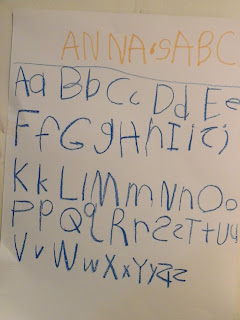 ANNA'SABC
Aa Bb Cc Dd Ee
Ff Gg Hh Ii Jj
Kk Ll Mm Nn Oo
Pp Qq Rr Ss Tt Uu
Vv Ww Xx Yy Zz